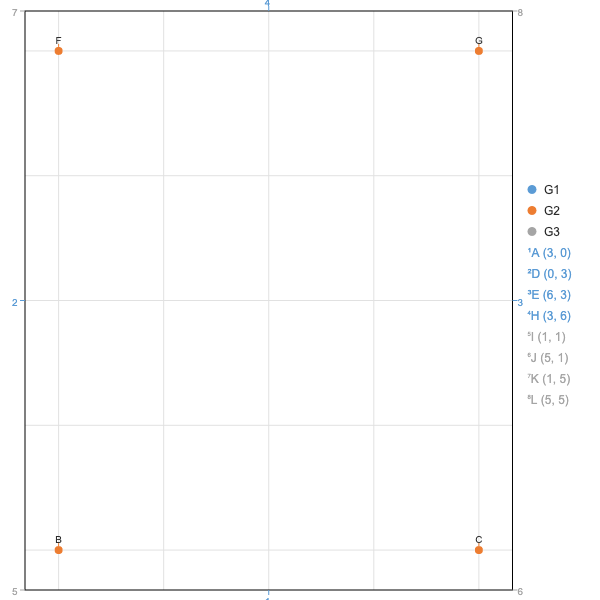 7 4 8
F G
G1
G2
G3
¹A (3, 0)
²D (0, 3)
2 3 ³E (6, 3)
⁴H (3, 6)
⁵I (1, 1)
⁶J (5, 1)
⁷K (1, 5)
⁸L (5, 5)
B C
5 6